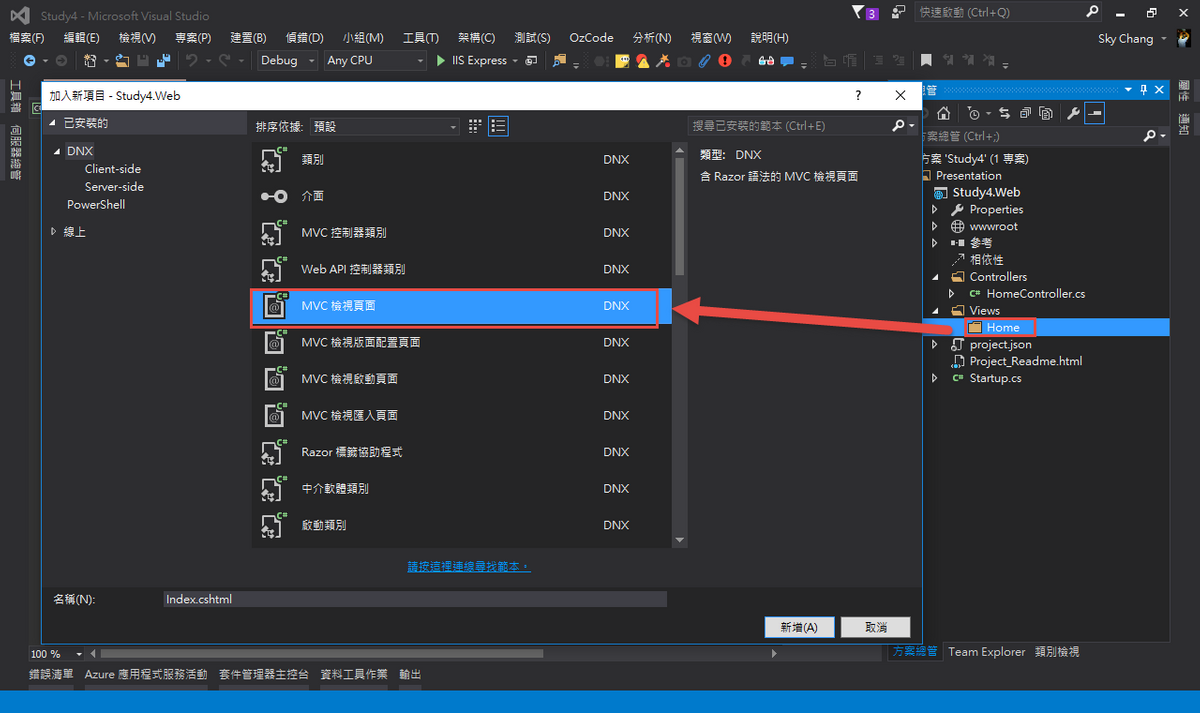 Study4 - Microsoft Visual Studio
3
快速啟動 (Ctrl+Q)
檔案(F) 編輯(E) 檢視(V) 專案(P) 建置(B) 偵錯(D) 小組(M) 工具(T) 架構(C) 測試(S) OzCode 分析(N) 視窗(W) 說明(H)
Sky Chang
Debug Any CPU IIS Express
工具箱
伺服器總管
加入新項目 - Study4.Web
?
已安裝的
DNX
Client-side
Server-side
PowerShell
線上
排序依據: 預設
搜尋已安裝的範本 (Ctrl+E)
類別 DNX
介面 DNX
MVC 控制器類別 DNX
Web API 控制器類別 DNX
MVC 檢視頁面 DNX
MVC 檢視版面配置頁面 DNX
MVC 檢視啟動頁面 DNX
MVC 檢視匯入頁面 DNX
Razor 標籤協助程式 DNX
中介軟體類別 DNX
啟動類別 DNX
類型: DNX
含 Razor 語法的 MVC 檢視頁面
請按這裡連線尋找範本。
名稱(N): Index.cshtml
新增(A) 取消
總管
方案總管 (Ctrl+;)
方案 'Study4' (1 專案)
Presentation
Study4.Web
Properties
wwwroot
參考
相依性
Controllers
C# HomeController.cs
Views
Home
project.json
Project_Readme.html
C# Startup.cs
屬性
通知
100 %
方案總管 Team Explorer 類別檢視
錯誤清單 Azure 應用程式服務活動 套件管理器主控台 資料工具作業 輸出